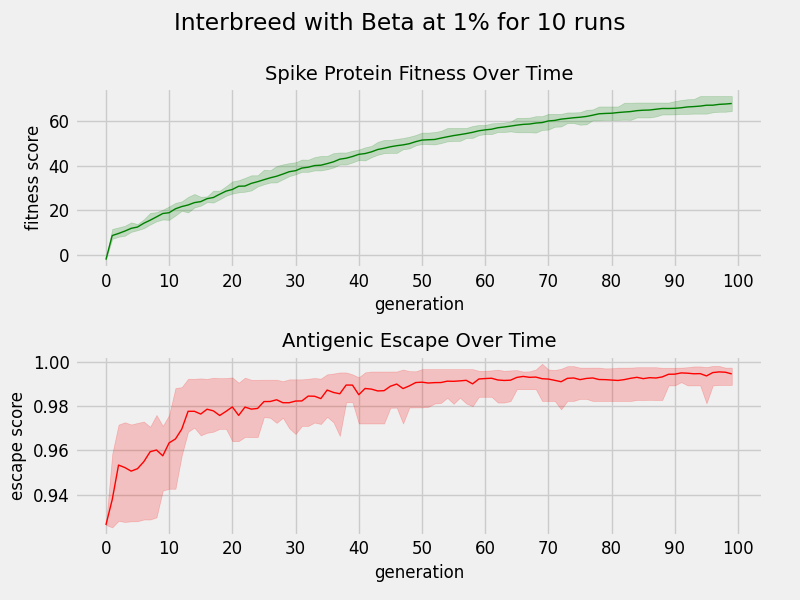 Interbreed with Beta at 1% for 10 runs
Spike Protein Fitness Over Time
fitness score
60
40
20
0
0 10 20 30 40 50 60 70 80 90 100
generation
Antigenic Escape Over Time
escape score
1.00
0.98
0.96
0.94
0 10 20 30 40 50 60 70 80 90 100
generation